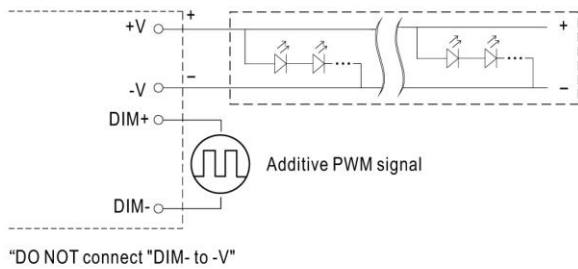 +V
+
+
-V
−
−
DIM+
Additive PWM signal
DIM-
"DO NOT connect "DIM- to -V"